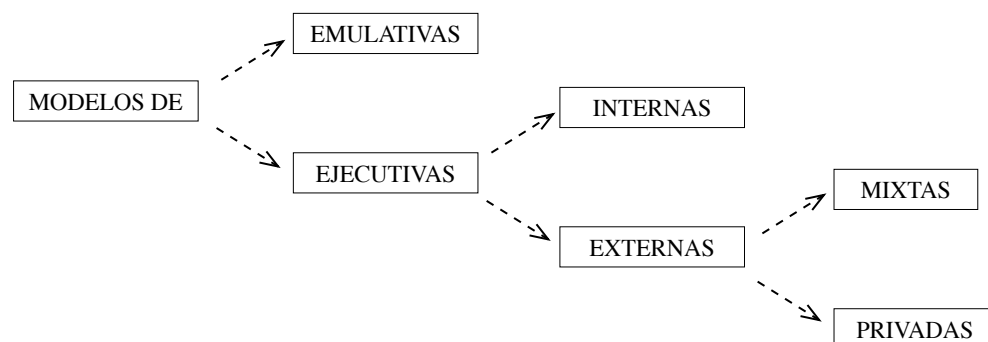 EMULATIVAS
MODELOS DE
INTERNAS
EJECUTIVAS
MIXTAS
EXTERNAS
PRIVADAS